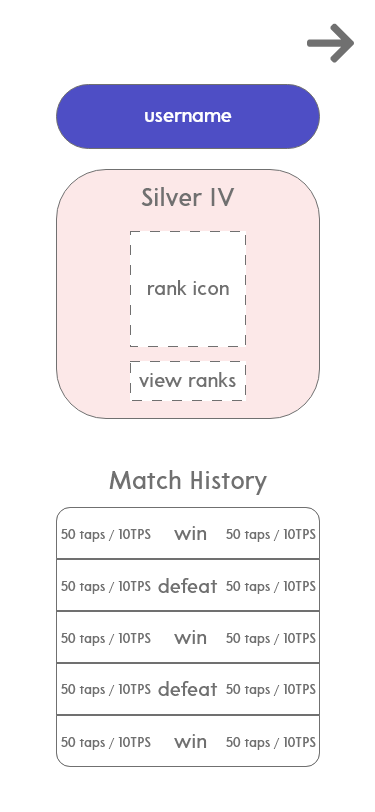 username
Silver IV
rank icon
view ranks
Match History
50 taps / 10TPS win 50 taps / 10TPS
50 taps / 10TPS defeat 50 taps / 10TPS
50 taps / 10TPS win 50 taps / 10TPS
50 taps / 10TPS defeat 50 taps / 10TPS
50 taps / 10TPS win 50 taps / 10TPS